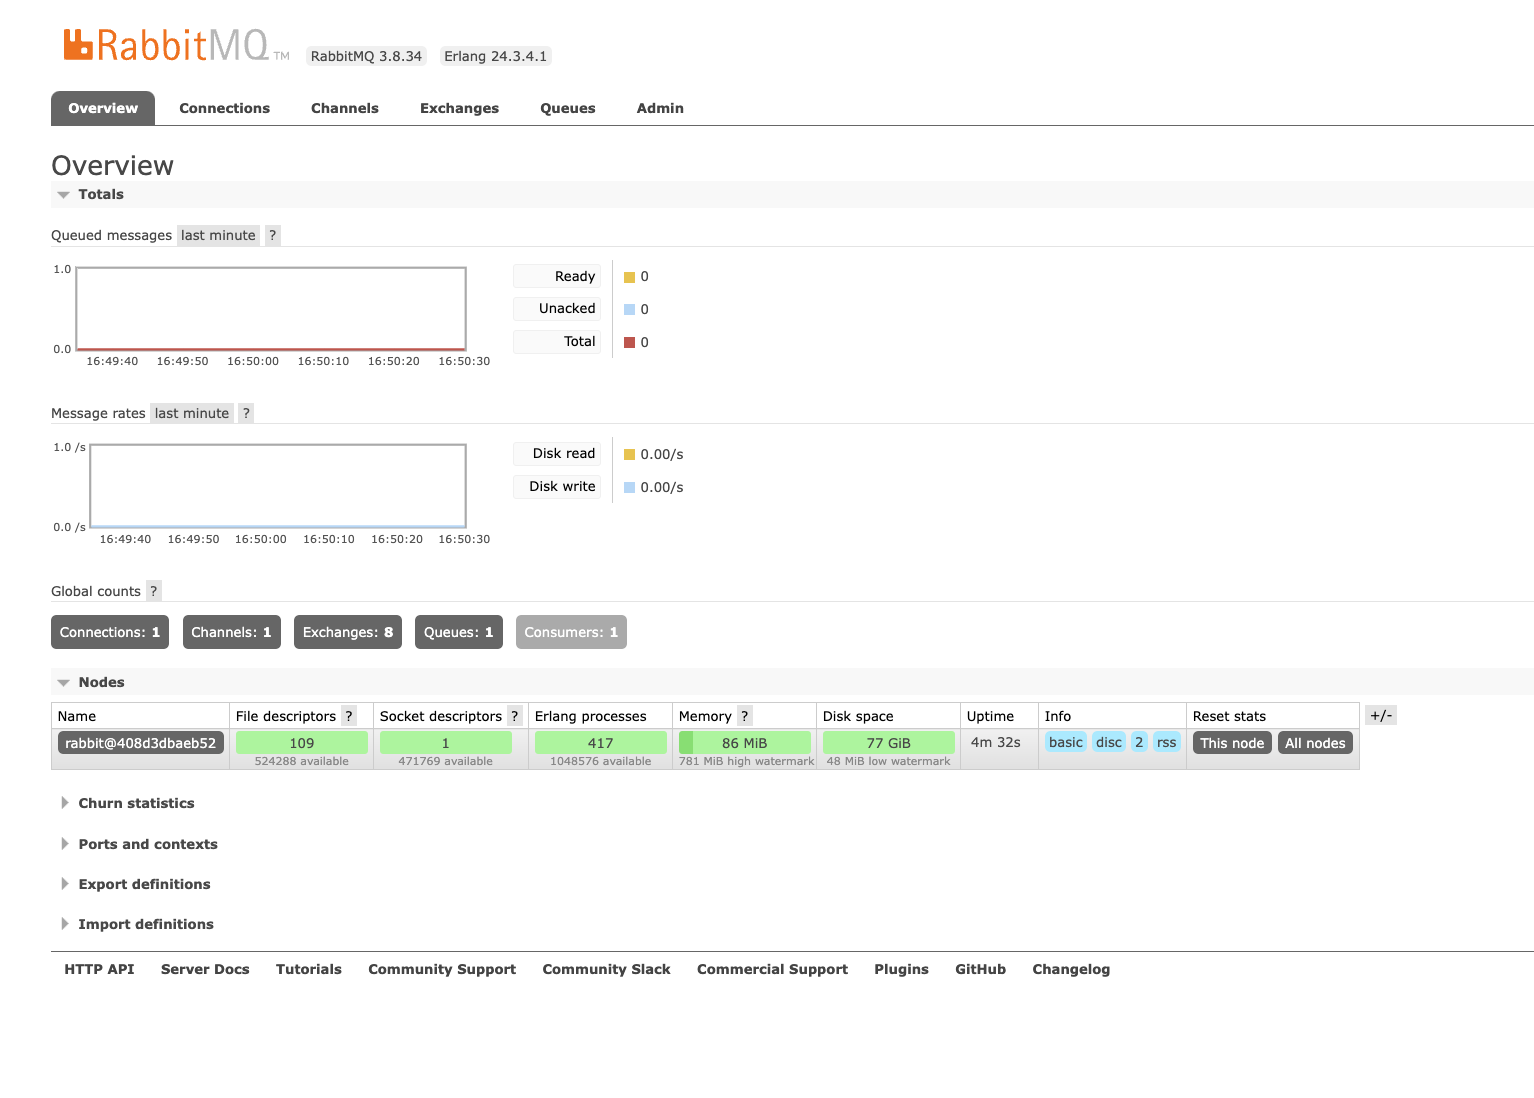 RabbitMQ TM RabbitMQ 3.8.34 Erlang 24.3.4.1
Overview Connections Channels Exchanges Queues Admin
Overview
Totals
Queued messages last minute ?
1.0
0.0
16:49:40 16:49:50 16:50:00 16:50:10 16:50:20 16:50:30
Ready 0
Unacked 0
Total 0
Message rates last minute ?
1.0 /s
0.0 /s
16:49:40 16:49:50 16:50:00 16:50:10 16:50:20 16:50:30
Disk read 0.00/s
Disk write 0.00/s
Global counts ?
Connections: 1 Channels: 1 Exchanges: 8 Queues: 1 Consumers: 1
Nodes
Name File descriptors ? Socket descriptors ? Erlang processes Memory ? Disk space Uptime Info Reset stats +/-
rabbit@408d3dbaeb52 109 1 417 86 MiB 77 GiB 4m 32s basic disc 2 rss This node All nodes
524288 available 471769 available 1048576 available 781 MiB high watermark 48 MiB low watermark
Churn statistics
Ports and contexts
Export definitions
Import definitions
HTTP API Server Docs Tutorials Community Support Community Slack Commercial Support Plugins GitHub Changelog